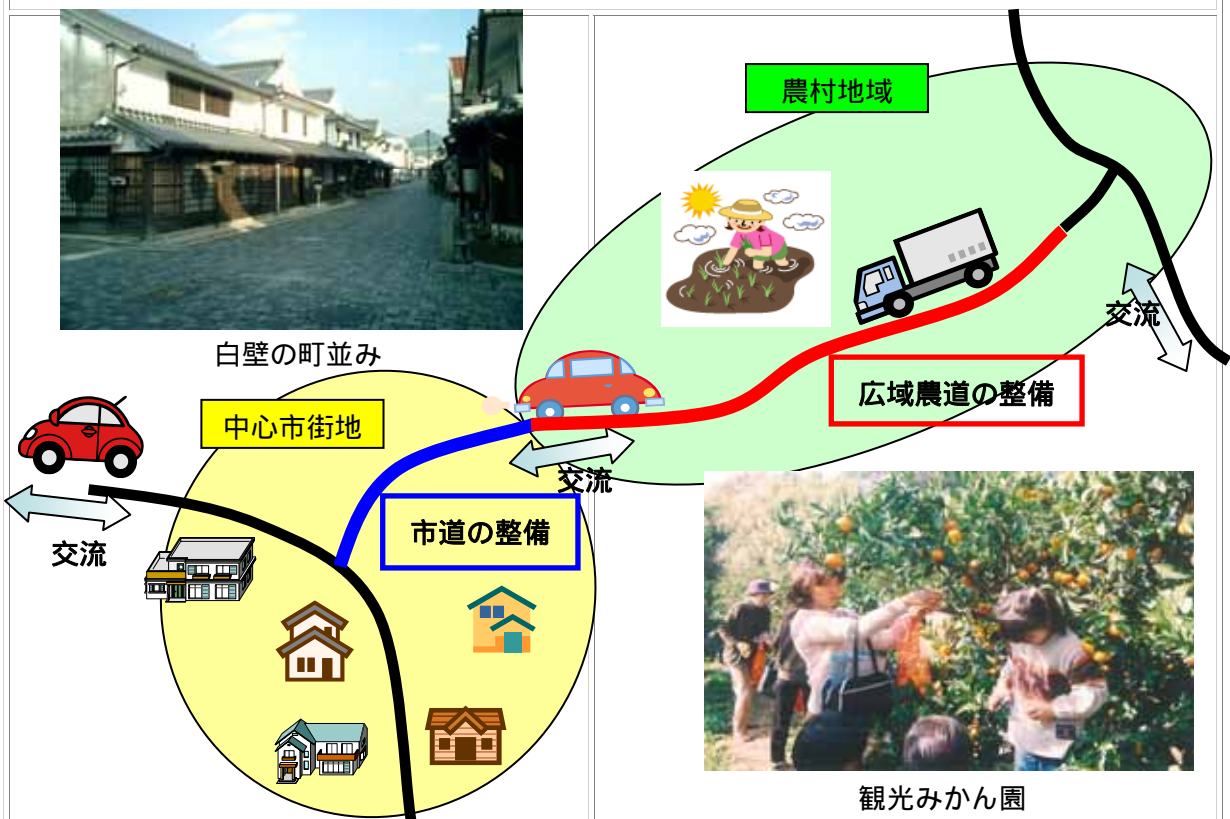 農村地域
交流
白壁の町並み
広域農道の整備
中心市街地
交流
市道の整備
交流
観光みかん園